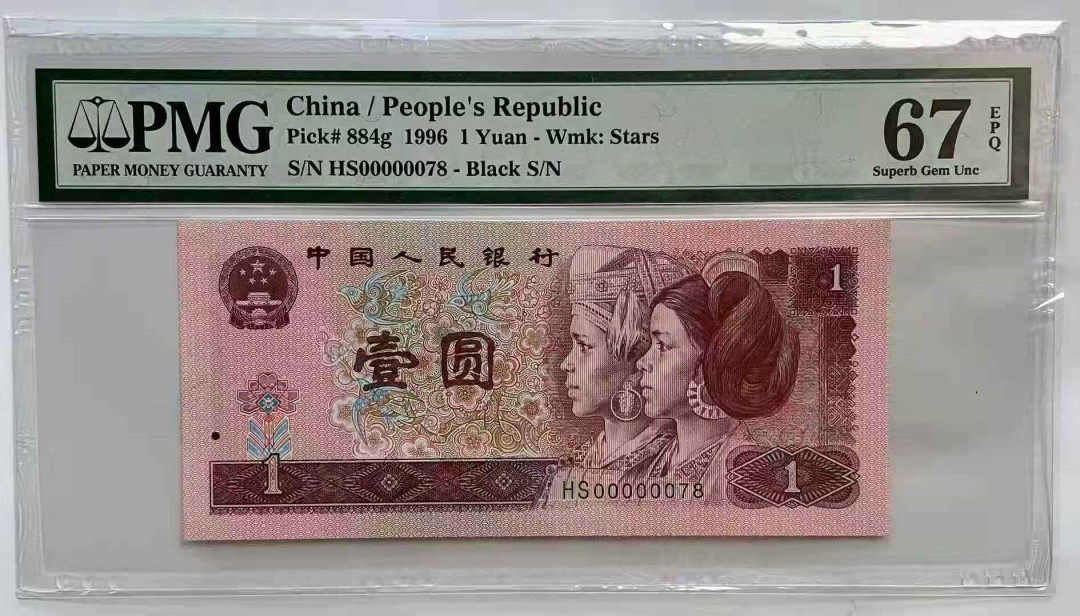 PMG
PAPER MONEY GUARANTY
China / People's Republic
Pick# 884g 1996 1 Yuan - Wmk: Stars
S/N HS00000078 - Black S/N
67
EPQ
Superb Gem Unc
中国人民银行
1
壹圆
1
HS00000078
1